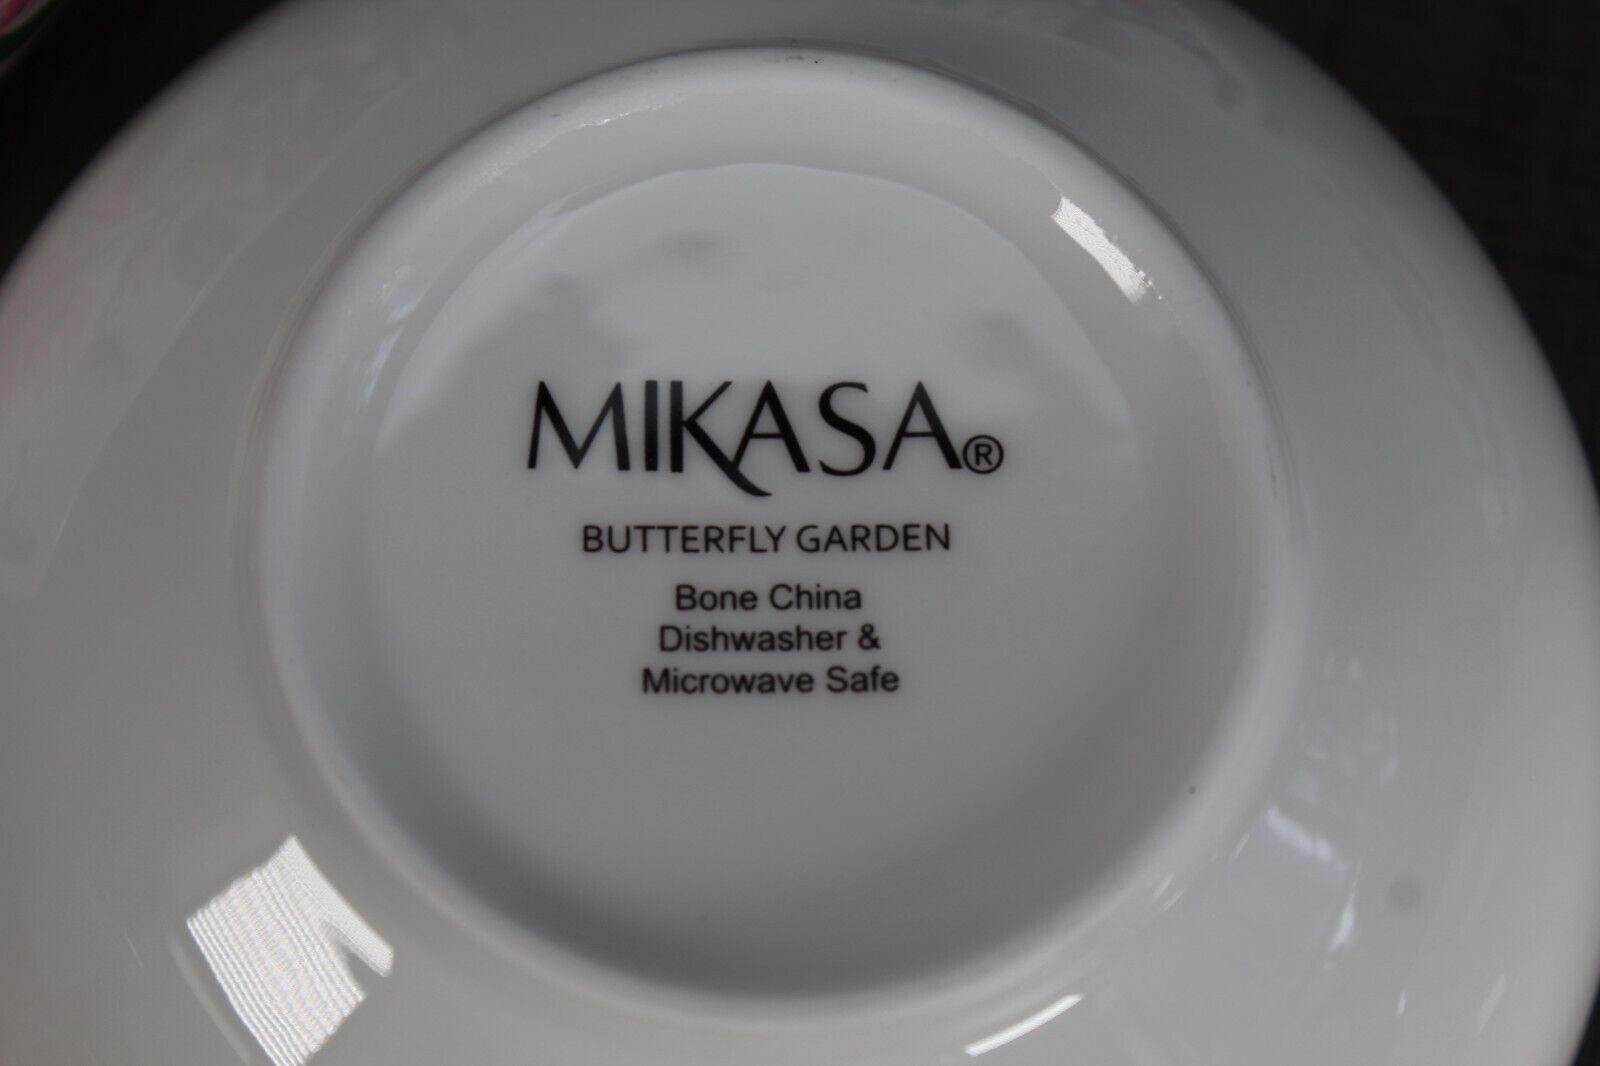 MIKASA®
BUTTERFLY GARDEN
Bone China
Dishwasher &
Microwave Safe